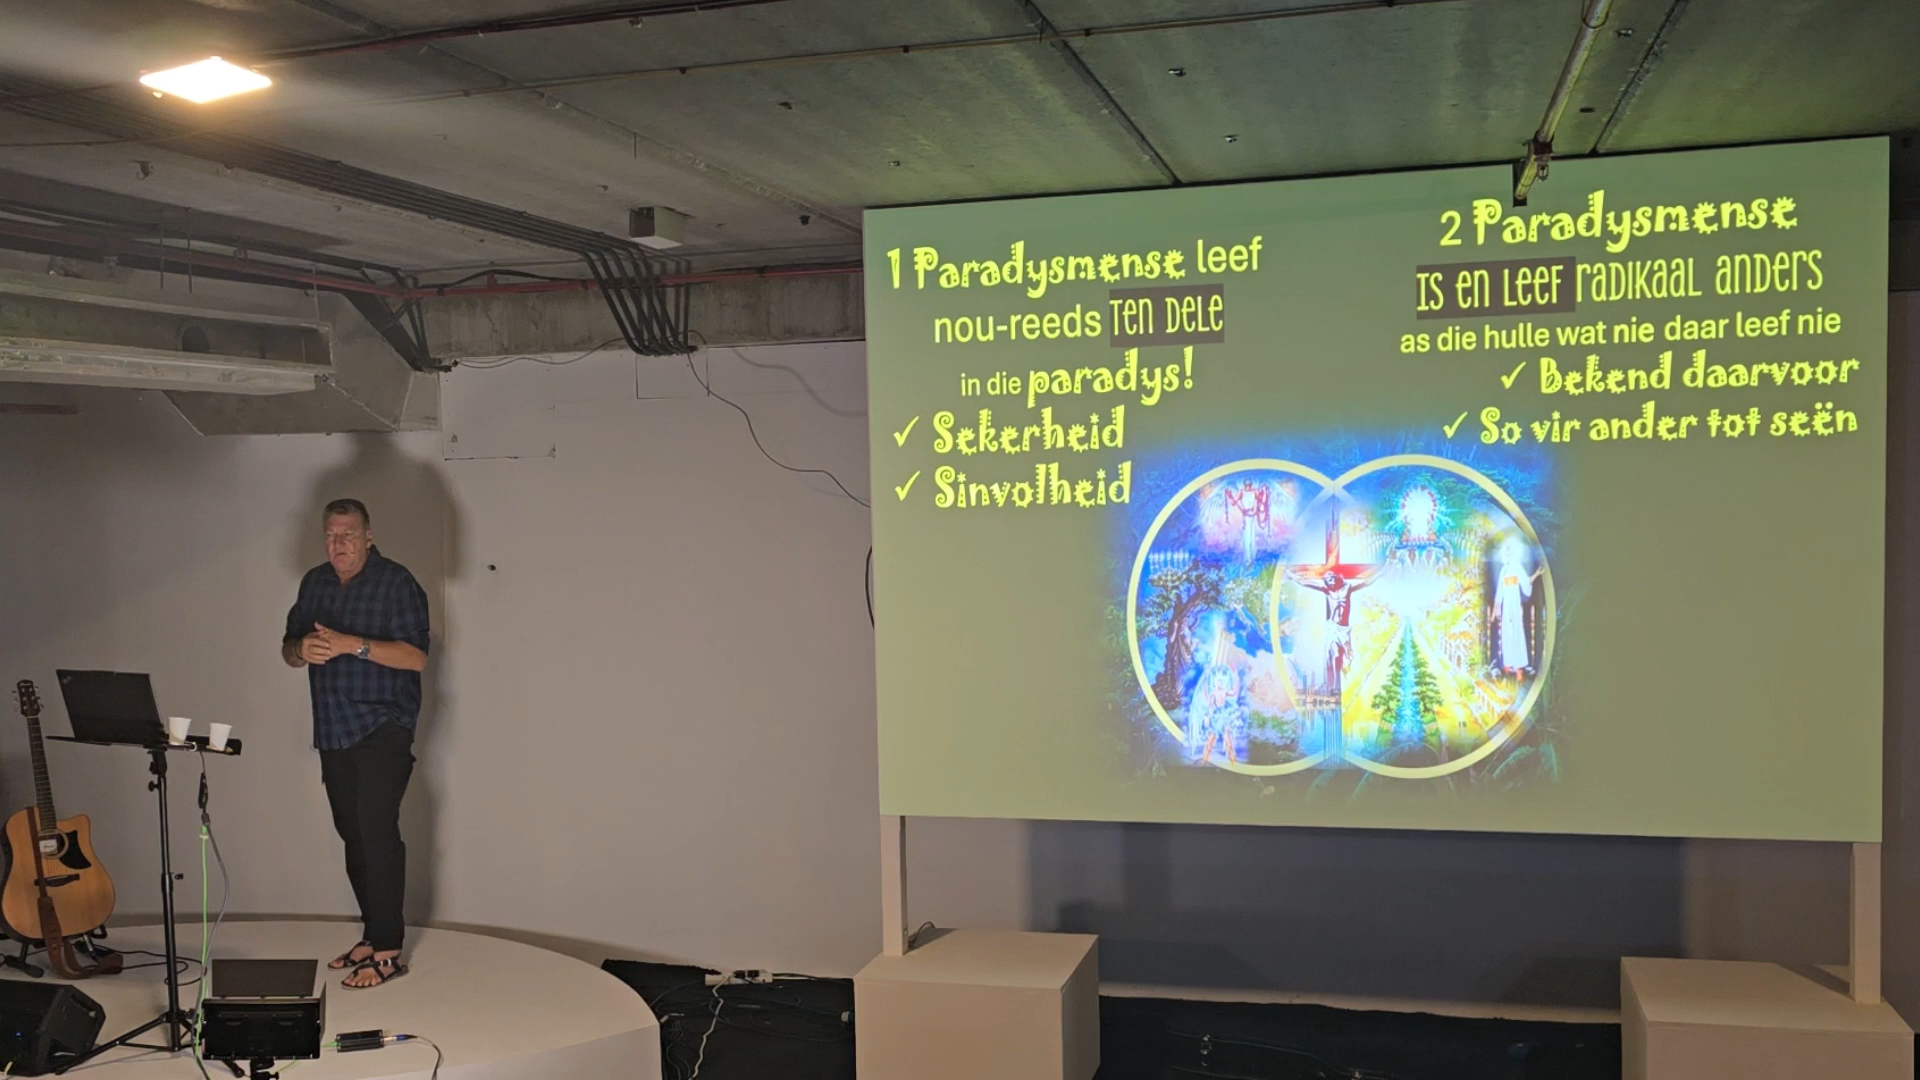 1 Paradysmense leef
nou-reeds TEN DELE
in die paradys!
✓ Sekerheid
✓ Sinvolheid
2 Paradysmense
IS en LEEF raDIKaaL anDERS
as die hulle wat nie daar leef nie
✓ Bekend daarvoor
✓ So vir ander tot seën